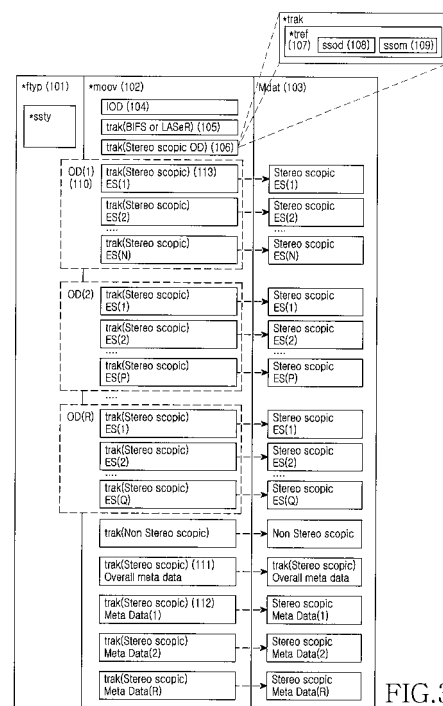 *trak
*tref
(107)
ssod (108)
ssom (109)
*ftyp (101)
*moov (102)
Mdat (103)
*ssty
IOD (104)
trak(BIFS or LASeR) (105)
trak(Stereo scopic OD) (106)
OD(1)
(110)
trak(Stereo scopic) (113)
ES(1)
Stereo scopic
ES(1)
trak(Stereo scopic)
ES(2)
Stereo scopic
ES(2)
....
....
trak(Stereo scopic)
ES(N)
Stereo scopic
ES(N)
OD(2)
trak(Stereo scopic)
ES(1)
Stereo scopic
ES(1)
trak(Stereo scopic)
ES(2)
Stereo scopic
ES(2)
....
....
trak(Stereo scopic)
ES(P)
Stereo scopic
ES(P)
....
OD(R)
trak(Stereo scopic)
ES(1)
Stereo scopic
ES(1)
trak(Stereo scopic)
ES(2)
Stereo scopic
ES(2)
....
....
trak(Stereo scopic)
ES(Q)
Stereo scopic
ES(Q)
trak(Non Stereo scopic)
Non Stereo scopic
trak(Stereo scopic) (111)
Overall meta data
trak(Stereo scopic)
Overall meta data
trak(Stereo scopic) (112)
Meta Data(1)
Stereo scopic
Meta Data(1)
trak(Stereo scopic)
Meta Data(2)
Stereo scopic
Meta Data(2)
trak(Stereo scopic)
Meta Data(R)
Stereo scopic
Meta Data(R)
FIG.3